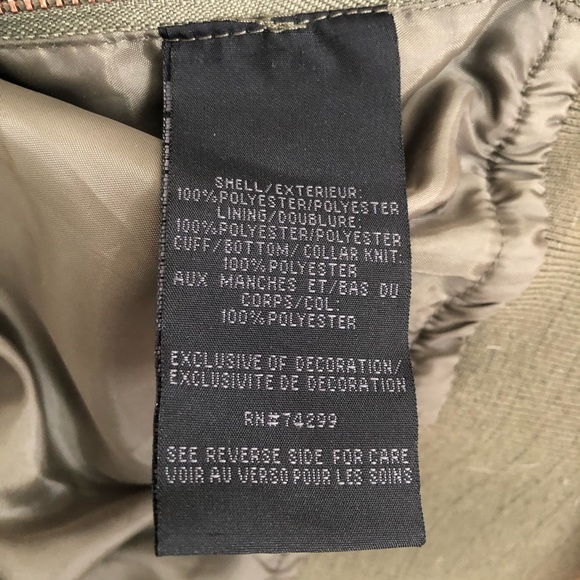 SHELL/EXTERIEUR:
100%POLYESTER/POLYESTER
LINING/DOUBLURE:
100%POLYESTER/POLYESTER
CUFF/BOTTOM/COLLAR KNIT:
100%POLYESTER
AUX MANCHES ET/BAS DU
CORPS/COL:
100%POLYESTER
EXCLUSIVE OF DECORATION/
EXCLUSIVITE DE DECORATION
RN#74299
SEE REVERSE SIDE FOR CARE
VOIR AU VERSO POUR LES SOINS